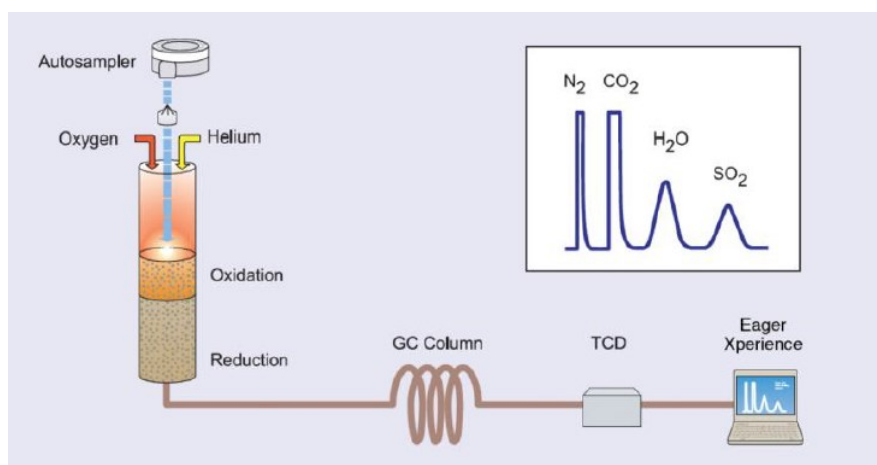 Autosampler
Oxygen
Helium
Oxidation
Reduction
GC Column
TCD
Eager
Xperience
N₂ CO₂
H₂O
SO₂